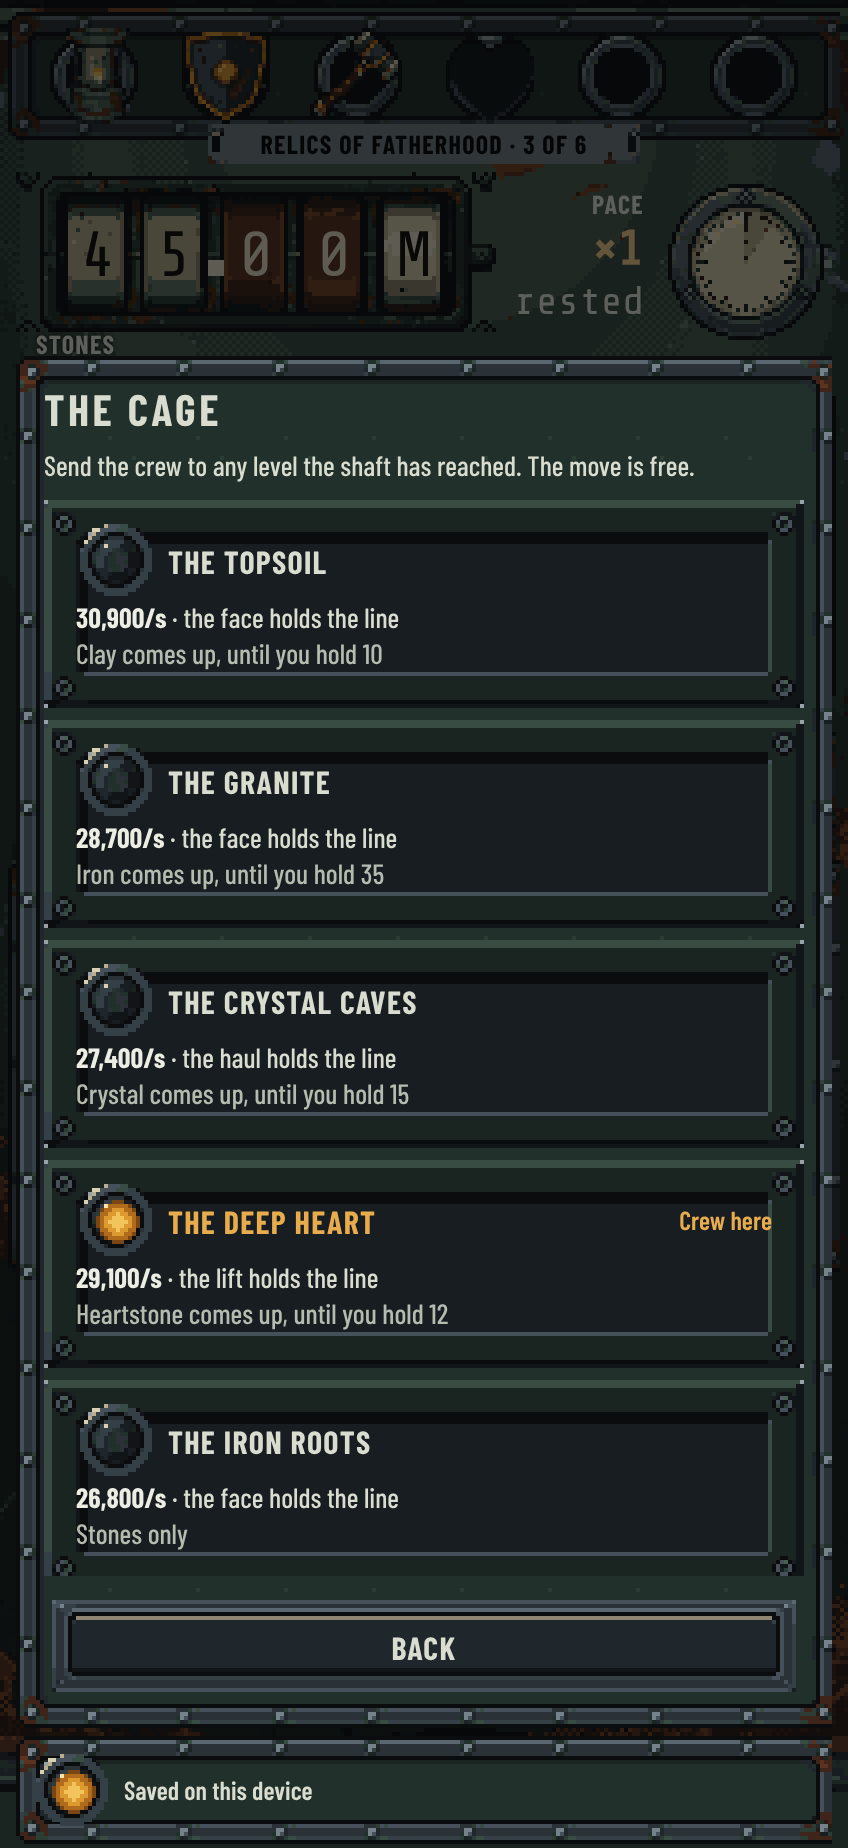 RELICS OF FATHERHOOD · 3 OF 6
45.00M
PACE
×1
rested
STONES
THE CAGE
Send the crew to any level the shaft has reached. The move is free.
THE TOPSOIL
30,900/s · the face holds the line
Clay comes up, until you hold 10
THE GRANITE
28,700/s · the face holds the line
Iron comes up, until you hold 35
THE CRYSTAL CAVES
27,400/s · the haul holds the line
Crystal comes up, until you hold 15
THE DEEP HEART
Crew here
29,100/s · the lift holds the line
Heartstone comes up, until you hold 12
THE IRON ROOTS
26,800/s · the face holds the line
Stones only
BACK
Saved on this device